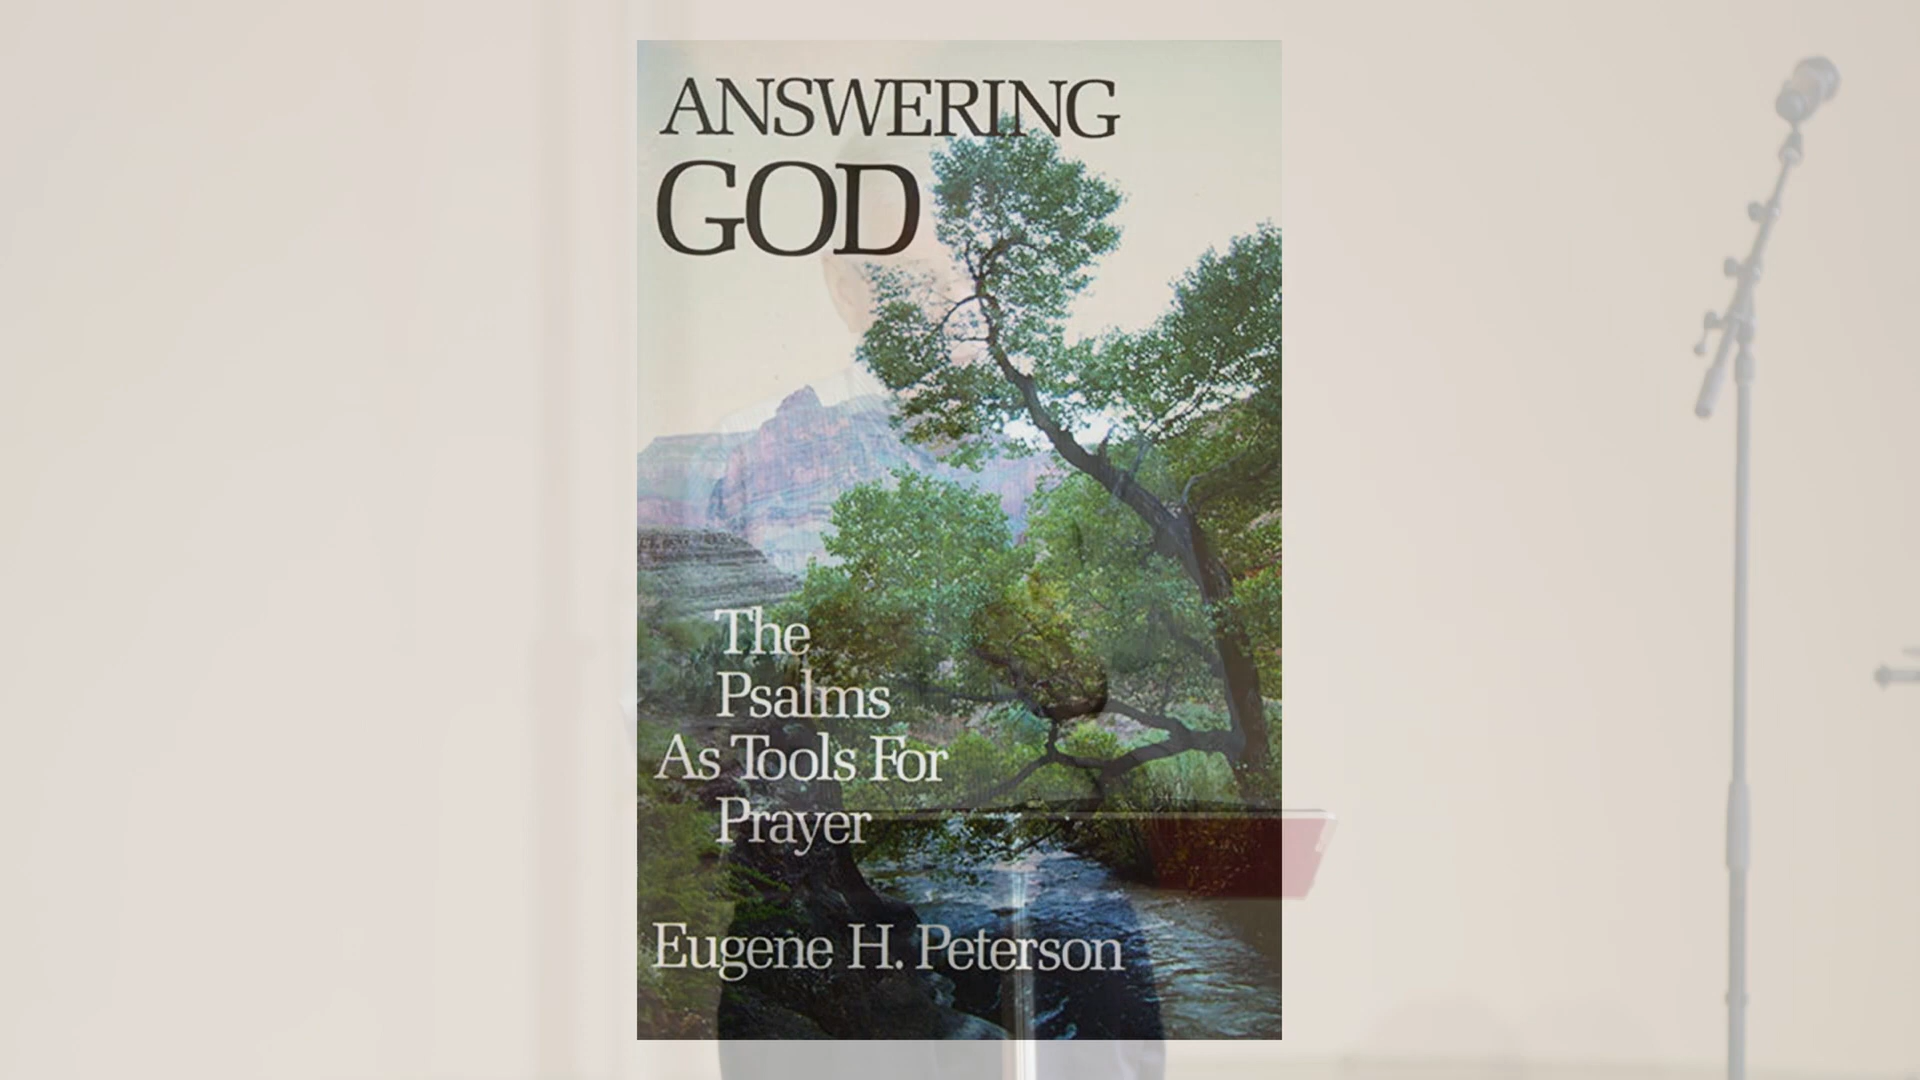 ANSWERING
GOD
The
Psalms
As Tools For
Prayer
Eugene H. Peterson